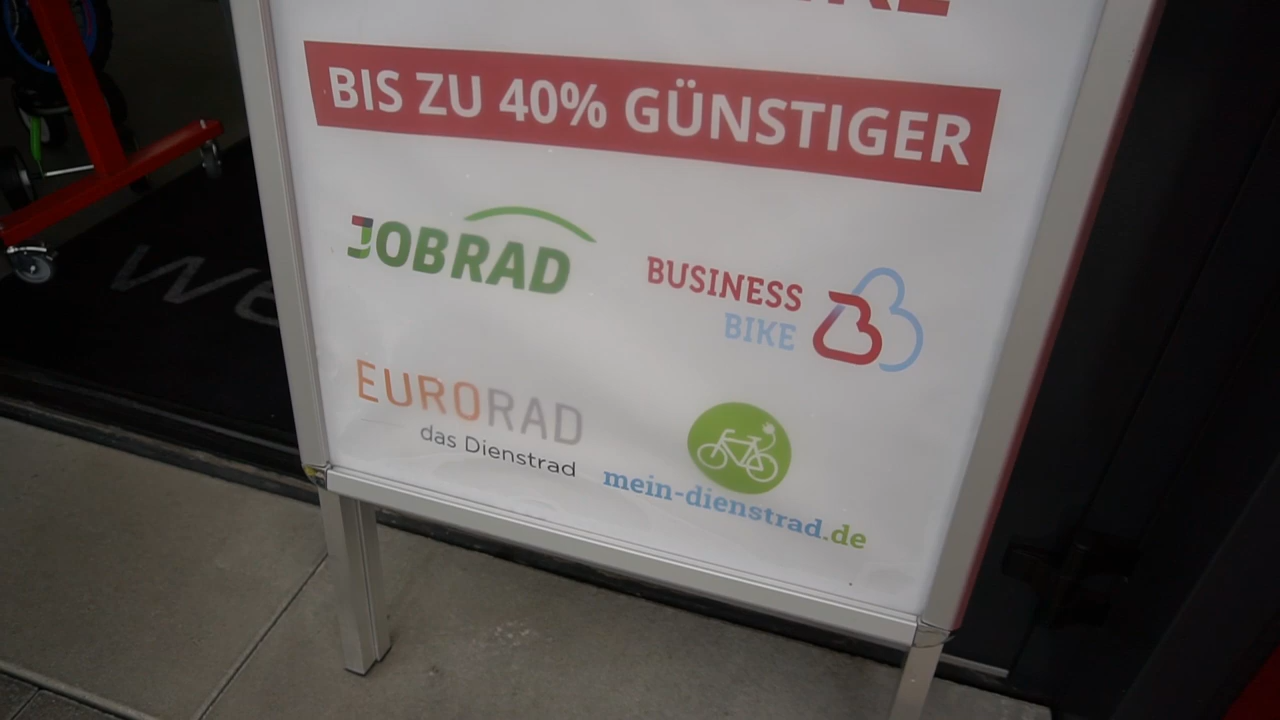 BIS ZU 40% GÜNSTIGER
JOBRAD
BUSINESS
BIKE
EURORAD
das Dienstrad
mein-dienstrad.de